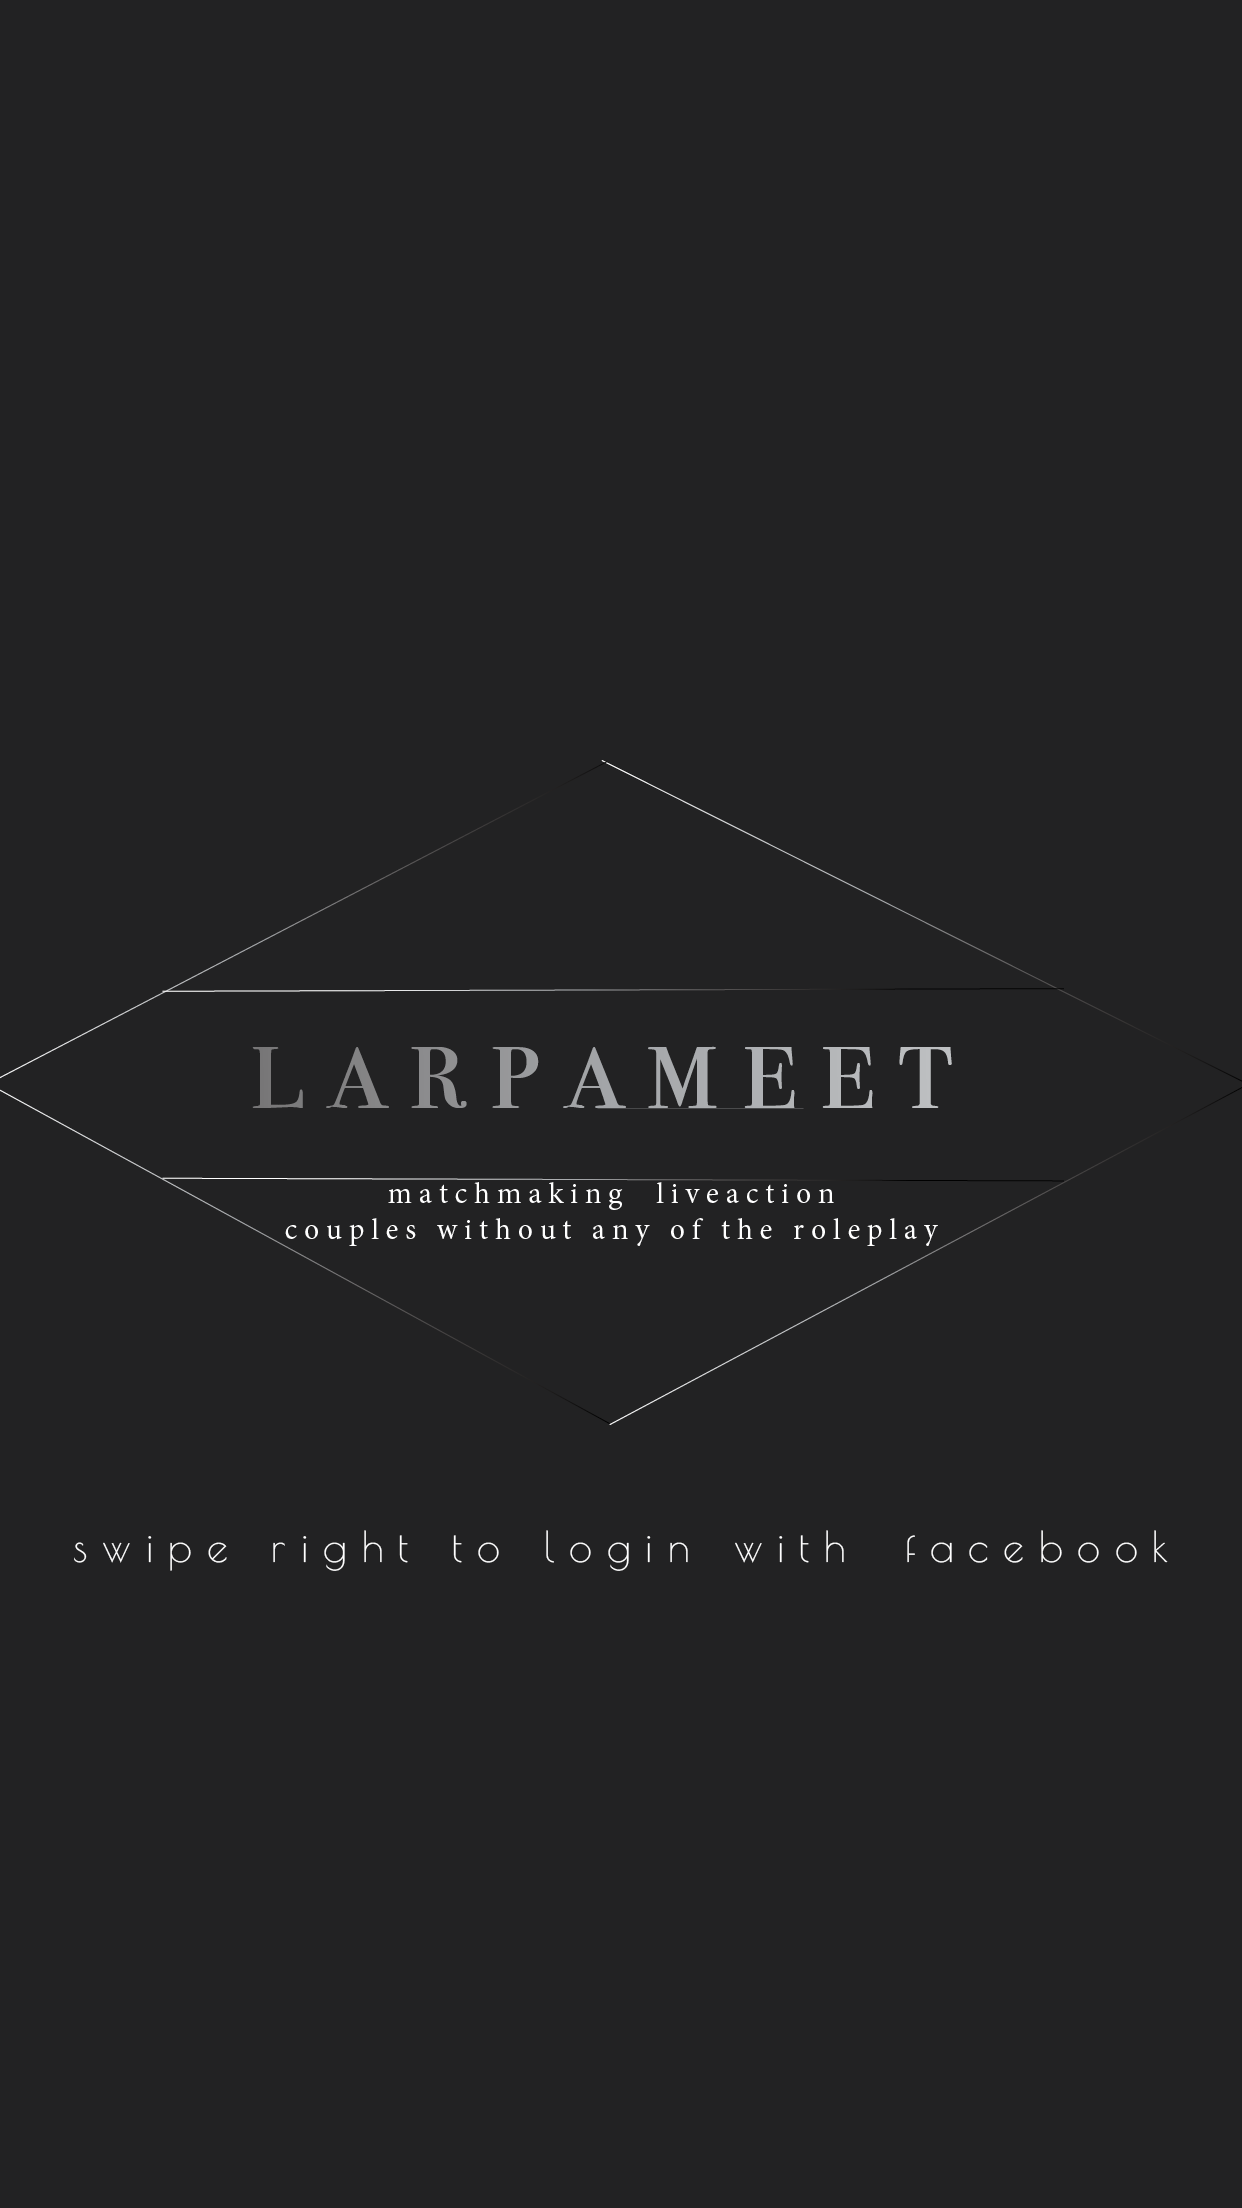 LARPAMEET
matchmaking liveaction
couples without any of the roleplay
swipe right to login with facebook